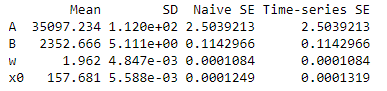 Mean SD Naive SE Time-series SE
A 35097.234 1.120e+02 2.5039213 2.5039213
B 2352.666 5.111e+00 0.1142966 0.1142966
w 1.962 4.847e-03 0.0001084 0.0001084
x0 157.681 5.588e-03 0.0001249 0.0001319